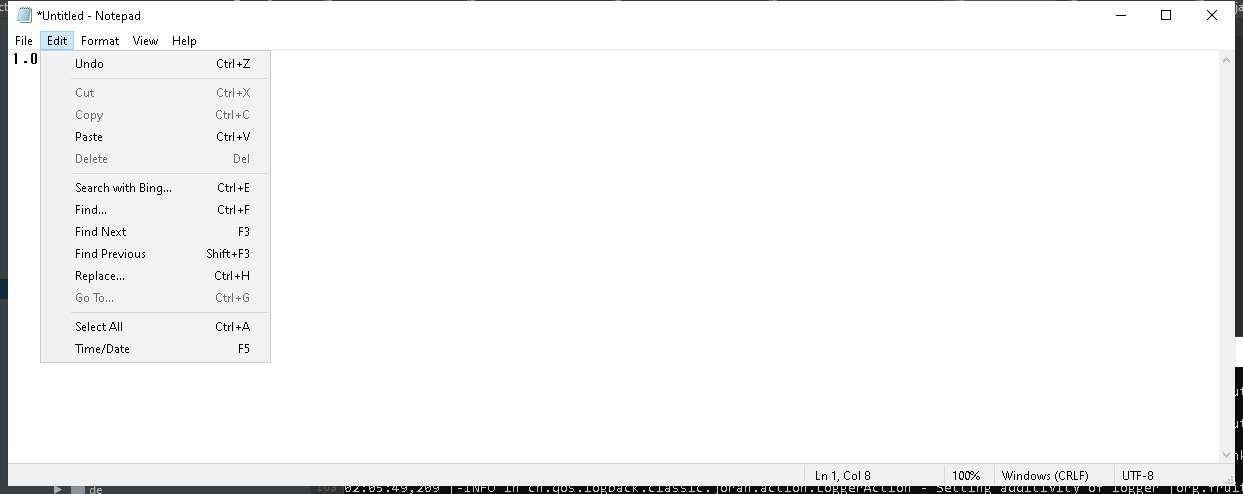 *Untitled - Notepad
File Edit Format View Help
1.0
Undo Ctrl+Z
Cut Ctrl+X
Copy Ctrl+C
Paste Ctrl+V
Delete Del
Search with Bing... Ctrl+E
Find... Ctrl+F
Find Next F3
Find Previous Shift+F3
Replace... Ctrl+H
Go To... Ctrl+G
Select All Ctrl+A
Time/Date F5
Ln 1, Col 8 100% Windows (CRLF) UTF-8
de 02:05:49,209 |-INFO in ch.qos.logback.classic.joran.action.LoggerAction - Setting additivity of logger